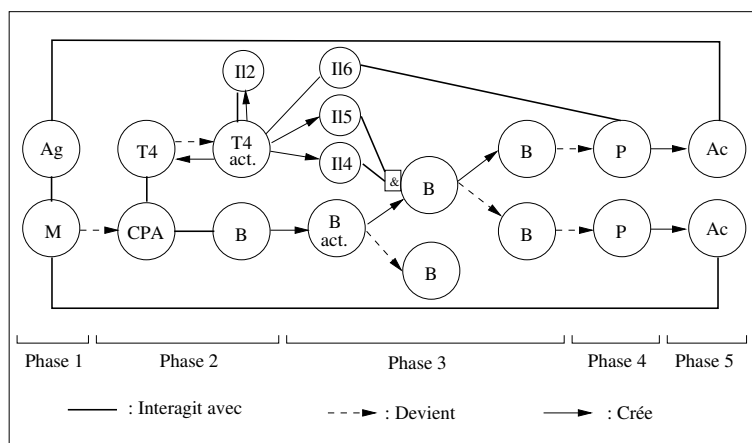 Il2
Il6
Il5
Ag
T4
T4
act.
Il4
B
P
Ac
&
B
M
CPA
B
B
act.
B
P
Ac
B
Phase 1
Phase 2
Phase 3
Phase 4
Phase 5
: Interagit avec
: Devient
: Crée